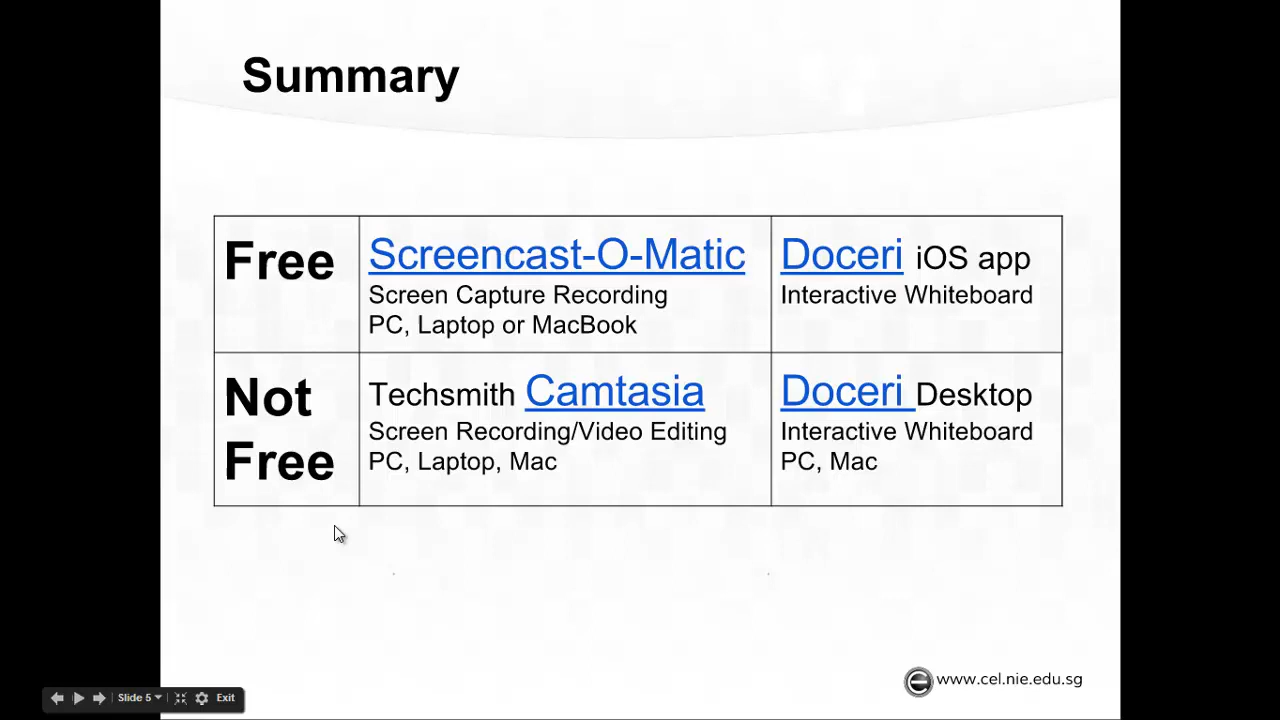 Summary
Free
Screencast-O-Matic
Screen Capture Recording
PC, Laptop or MacBook
Doceri iOS app
Interactive Whiteboard
Not
Free
Techsmith Camtasia
Screen Recording/Video Editing
PC, Laptop, Mac
Doceri Desktop
Interactive Whiteboard
PC, Mac
www.cel.nie.edu.sg
Slide 5
Exit